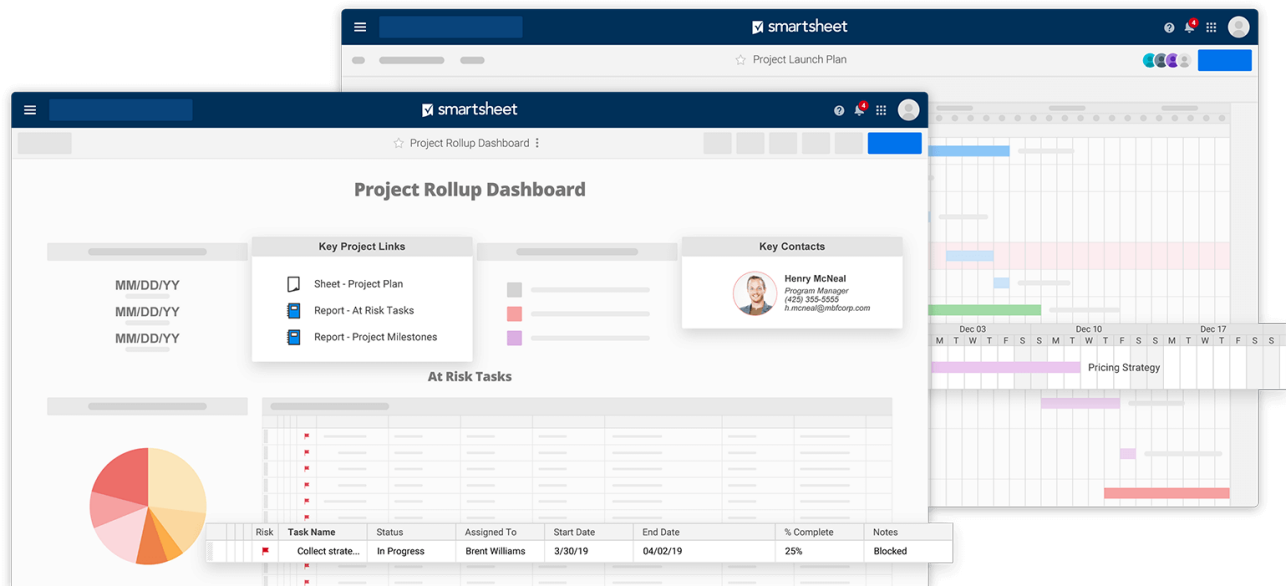 smartsheet
4
Project Launch Plan
smartsheet
4
Project Rollup Dashboard
Project Rollup Dashboard
MM/DD/YY
MM/DD/YY
MM/DD/YY
Key Project Links
Sheet - Project Plan
Report - At Risk Tasks
Report - Project Milestones
Key Contacts
Henry McNeal
Program Manager
(425) 355-5555
h.mcneal@mbfcorp.com
Dec 03 Dec 10 Dec 17
M T W T F S S M T W T F S S M T W T F S S
Pricing Strategy
At Risk Tasks
Risk Task Name Status Assigned To Start Date End Date % Complete Notes
Collect strate... In Progress Brent Williams 3/30/19 04/02/19 25% Blocked